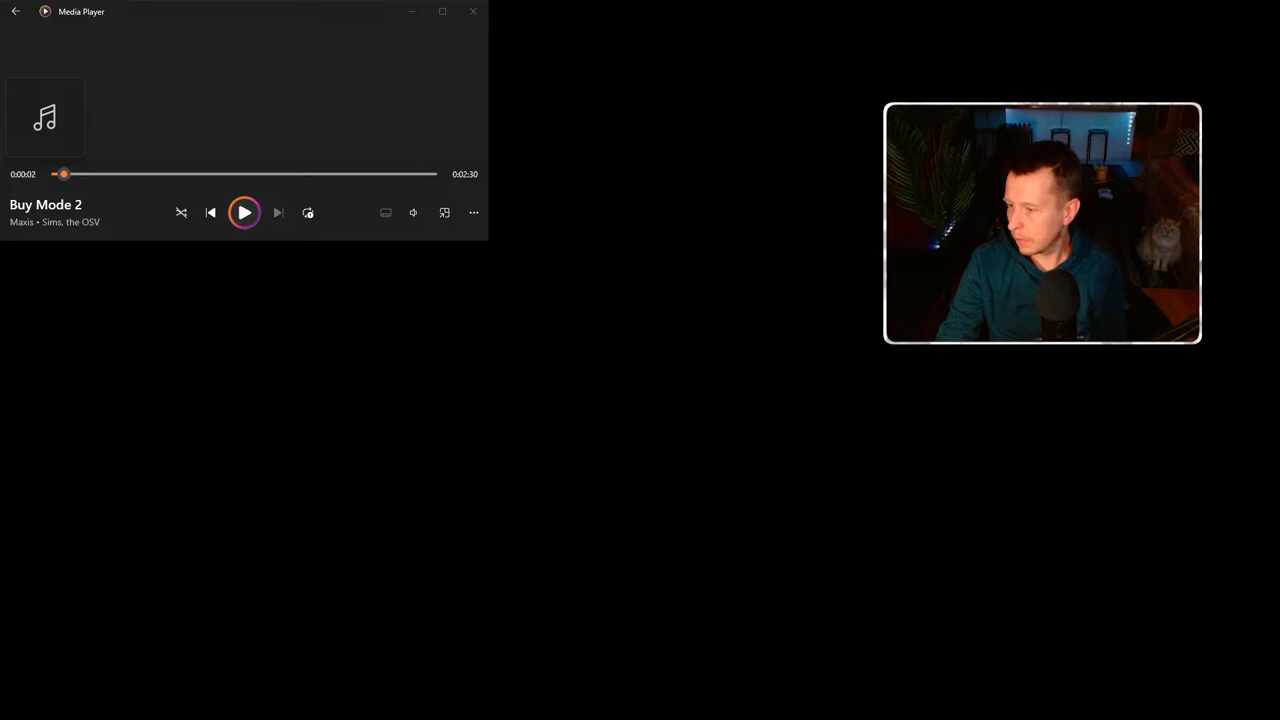 Media Player
0:00:02
0:02:30
Buy Mode 2
Maxis • Sims, the OSV